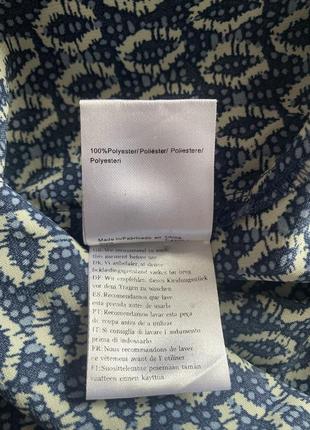 100%Polyester/Poliéster/ Poliestere/
Polyesteri
Made in/Fabricado en
this garment before use
DK: Vi anbefaler, at denne
beklædningsgenstand vaskes før brug
DE: Wir empfehlen, dieses Kleidungsstück
vor dem Tragen zu waschen
ES: Recomendamos que lave
esta prenda antes de usarla
PT: Recomendamos lavar esta peça
de roupa antes de a utilizar
IT: Si consiglia di lavare l indumento
prima di indossarlo
FR: Nous recommandons de laver
ce vêtement avant de l utiliser
FI: Suosittelemme pesemään tämän
vaatteen ennen käyttöä